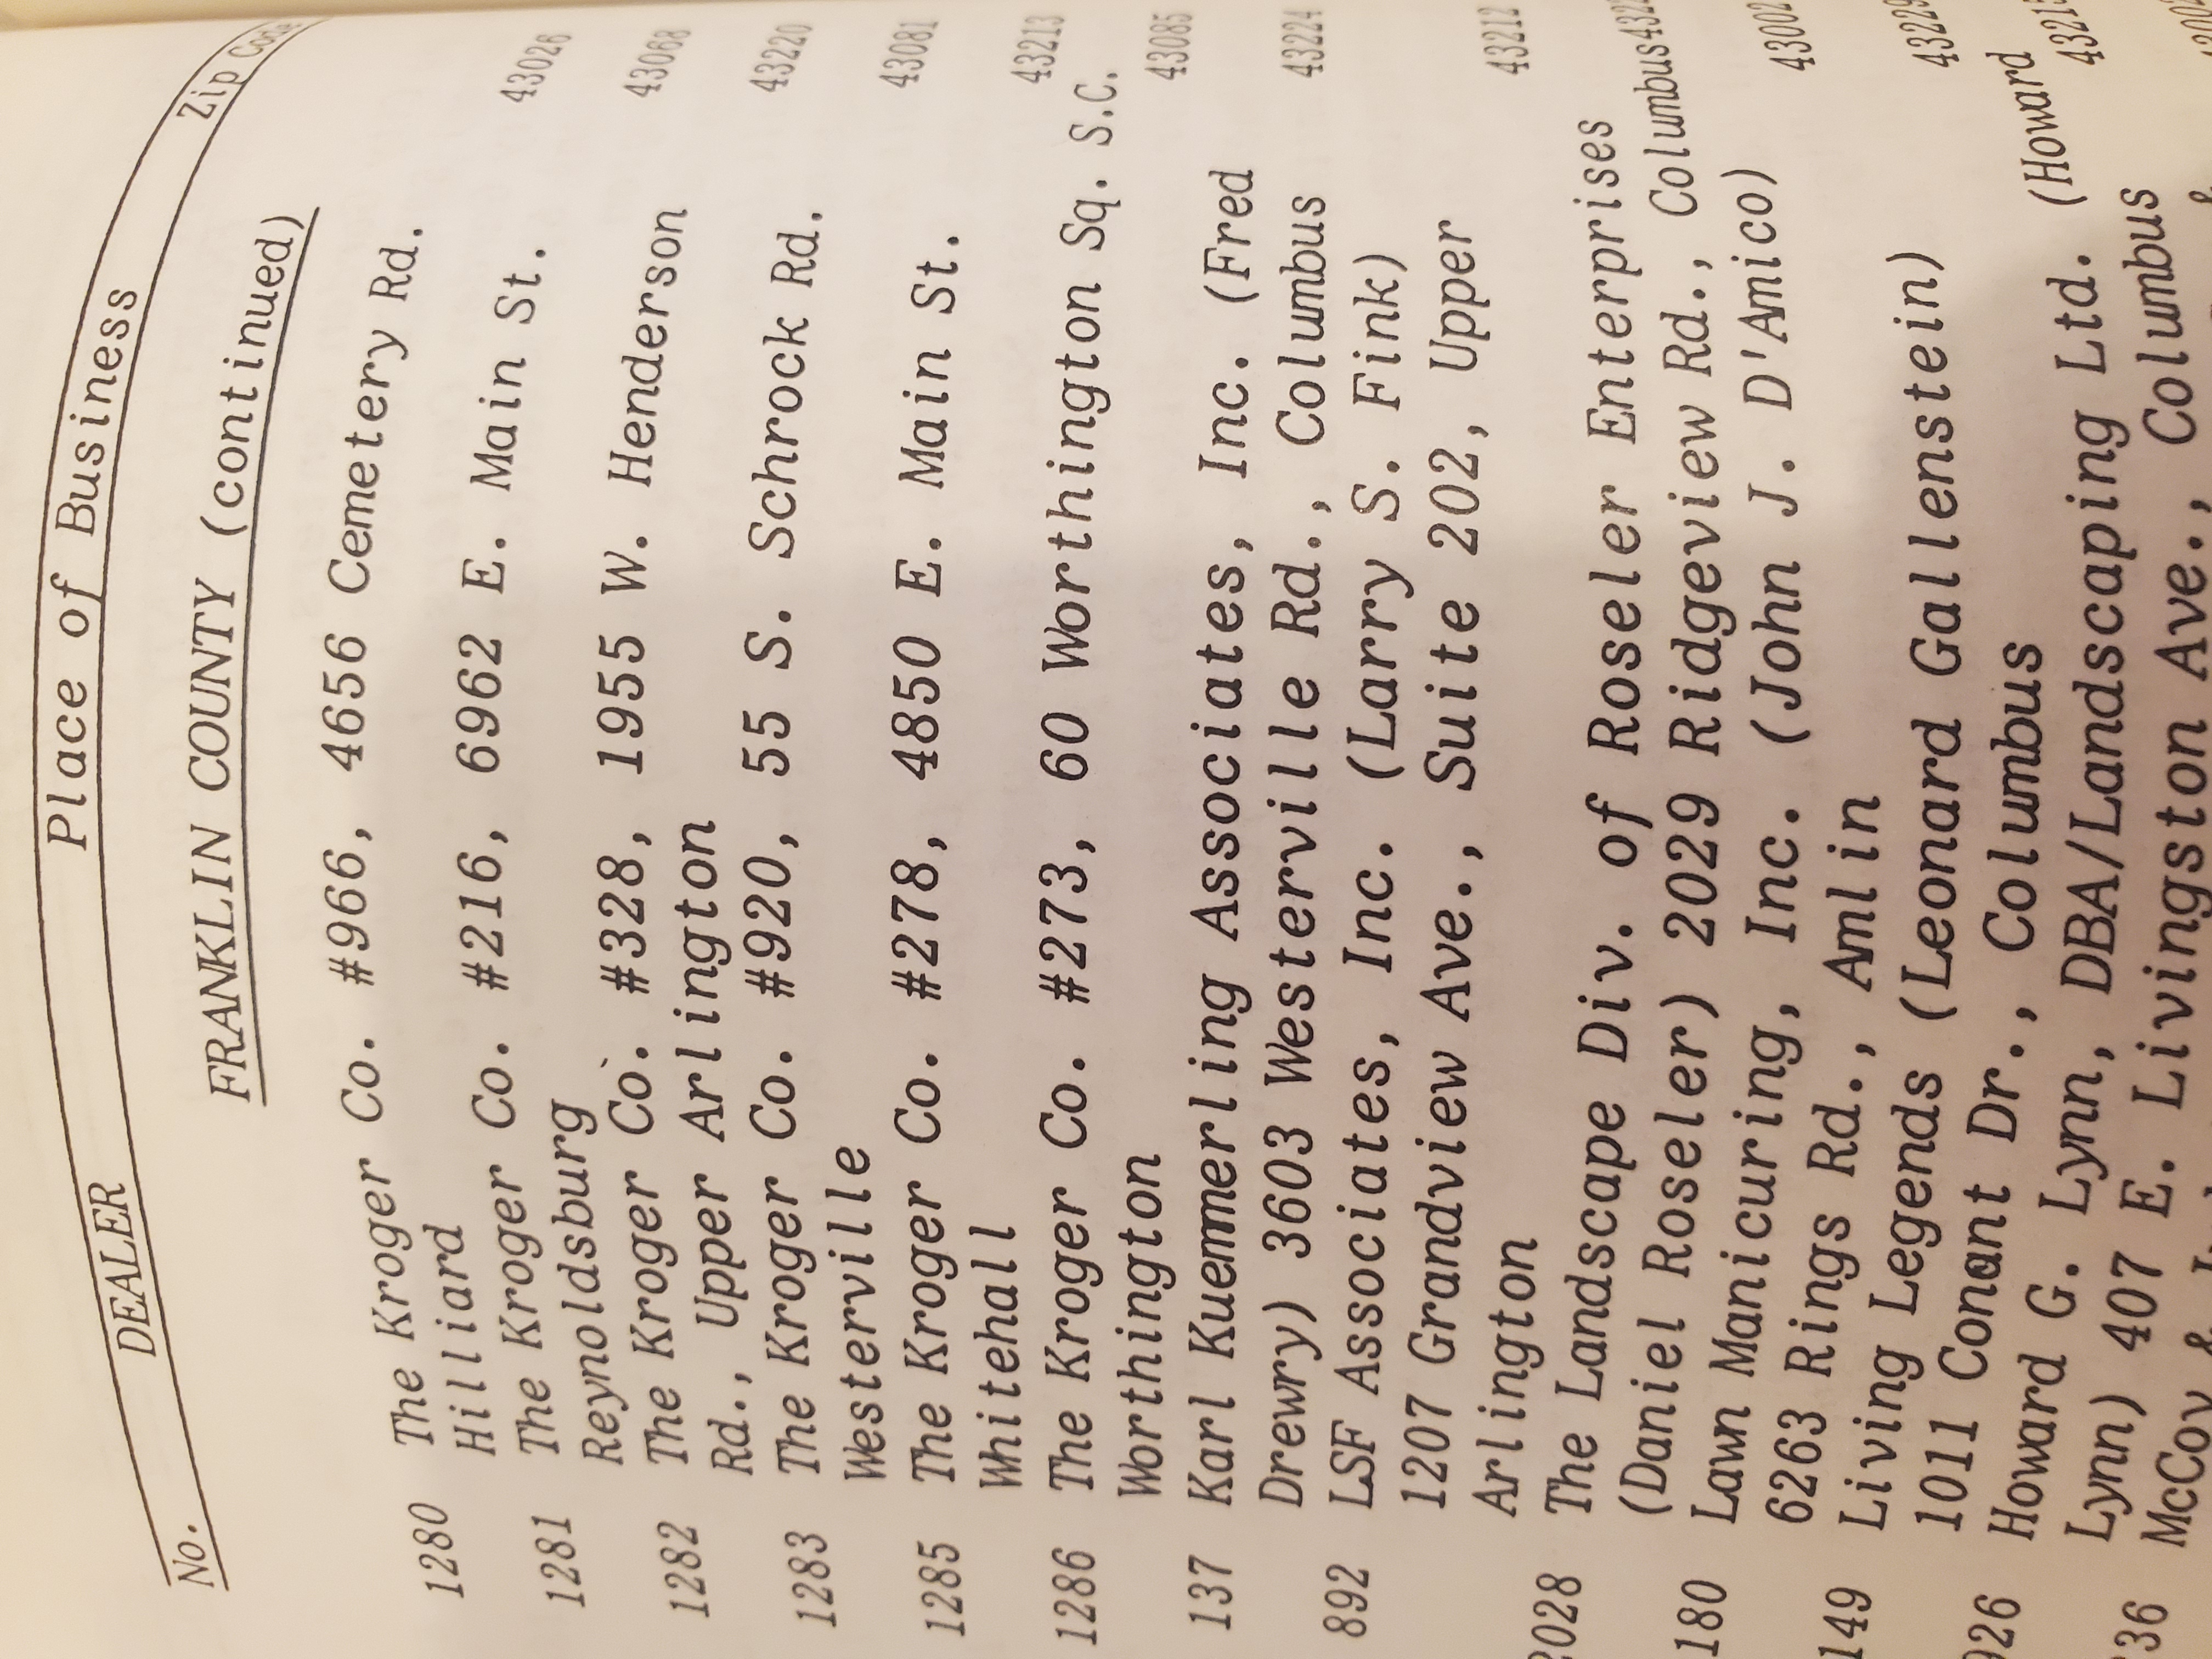 No. DEALER Place of Business Zip Code
FRANKLIN COUNTY (continued)
1280 The Kroger Co. #966, 4656 Cemetery Rd.
Hilliard 43026
1281 The Kroger Co. #216, 6962 E. Main St.
Reynoldsburg 43068
1282 The Kroger Co. #328, 1955 W. Henderson
Rd., Upper Arlington 43220
1283 The Kroger Co. #920, 55 S. Schrock Rd.
Westerville 43081
1285 The Kroger Co. #278, 4850 E. Main St.
Whitehall 43213
1286 The Kroger Co. #273, 60 Worthington Sq. S.C.
Worthington 43085
137 Karl Kuemmerling Associates, Inc. (Fred
Drewry) 3603 Westerville Rd., Columbus 43224
892 LSF Associates, Inc. (Larry S. Fink)
1207 Grandview Ave., Suite 202, Upper
Arlington 43212
2028 The Landscape Div. of Roseler Enterprises
(Daniel Roseler) 2029 Ridgeview Rd., Columbus
180 Lawn Manicuring, Inc. (John J. D'Amico)
6263 Rings Rd., Amlin 43002
149 Living Legends (Leonard Gallenstein)
1011 Conant Dr., Columbus 43229
926 Howard G. Lynn, DBA/Landscaping Ltd. (Howard
Lynn) 407 E. Livingston Ave., Columbus
36 McCoy &